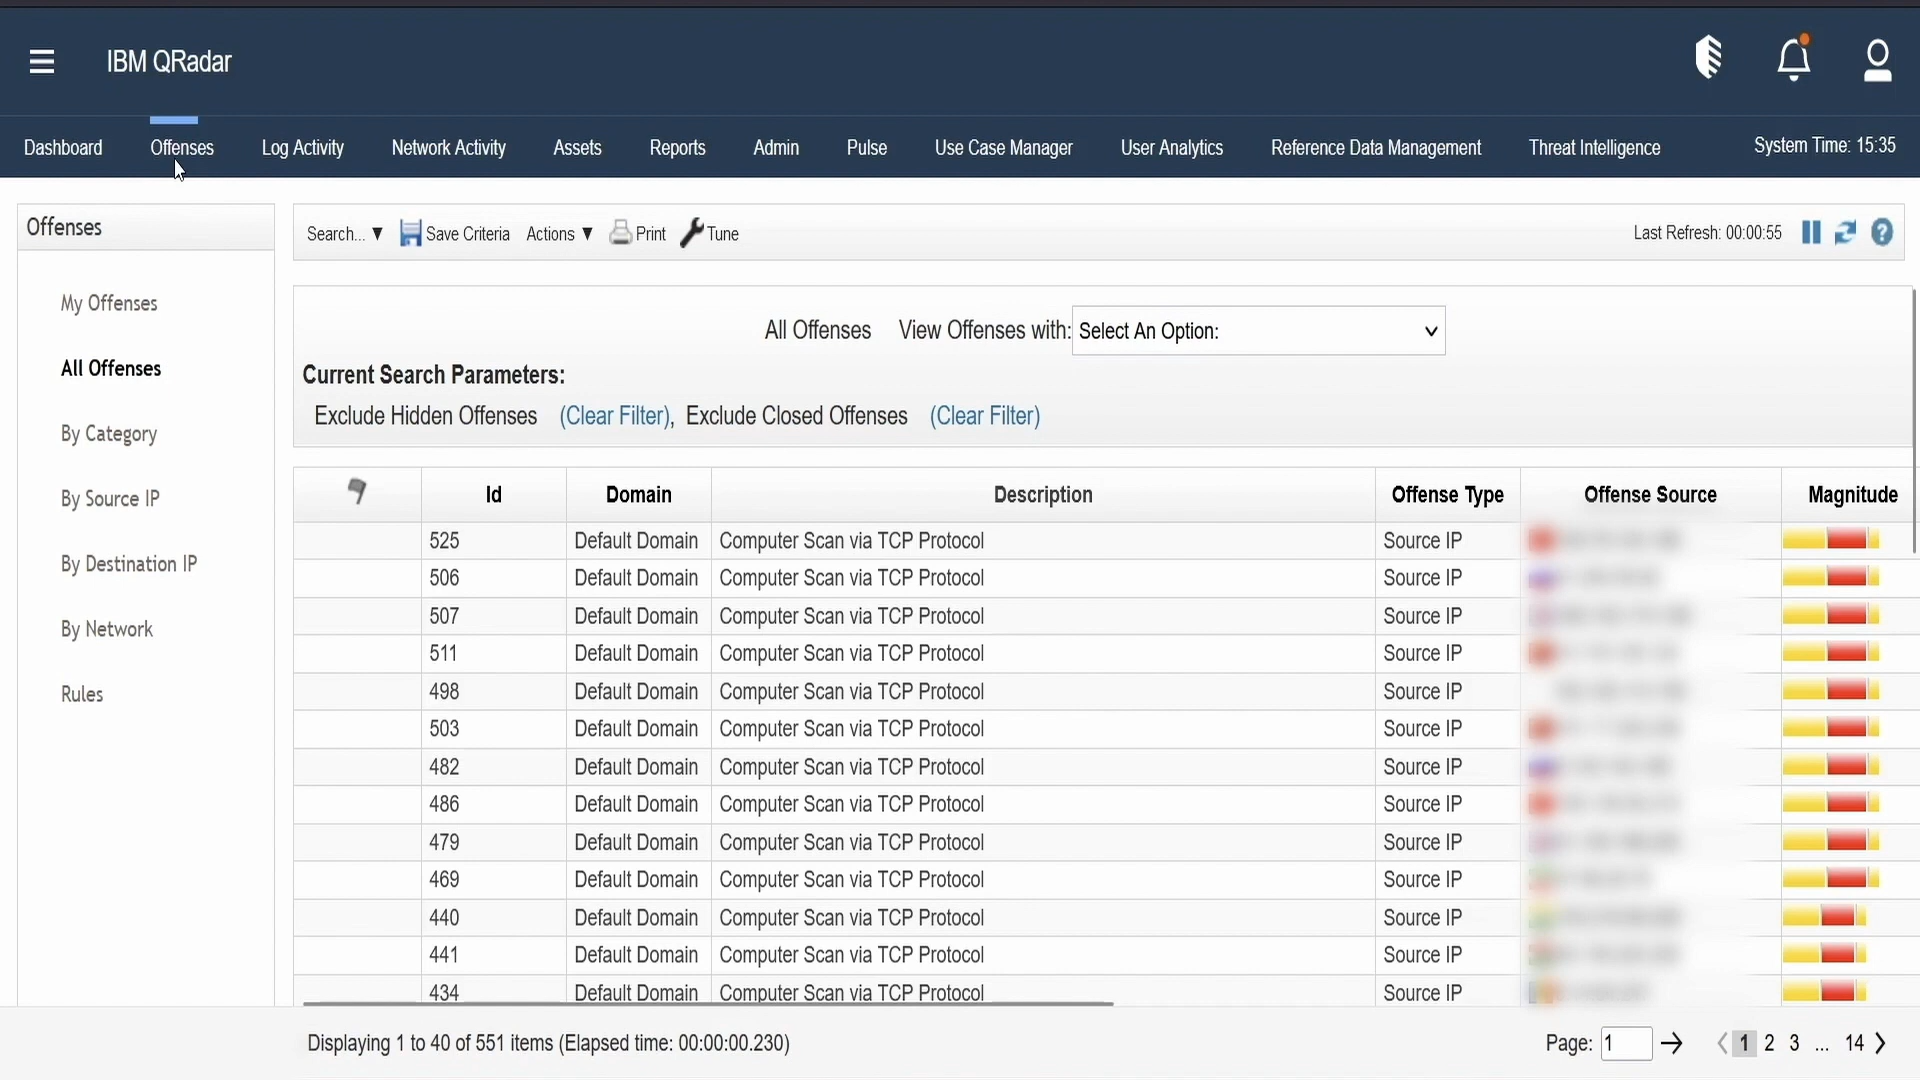 IBM QRadar
Dashboard Offenses Log Activity Network Activity Assets Reports Admin Pulse Use Case Manager User Analytics Reference Data Management Threat Intelligence System Time: 15:35
Offenses
My Offenses
All Offenses
By Category
By Source IP
By Destination IP
By Network
Rules
Search... ▼ Save Criteria Actions ▼ Print Tune Last Refresh: 00:00:55
All Offenses View Offenses with: Select An Option:
Current Search Parameters:
Exclude Hidden Offenses (Clear Filter), Exclude Closed Offenses (Clear Filter)
Id Domain Description Offense Type Offense Source Magnitude
525 Default Domain Computer Scan via TCP Protocol Source IP
506 Default Domain Computer Scan via TCP Protocol Source IP
507 Default Domain Computer Scan via TCP Protocol Source IP
511 Default Domain Computer Scan via TCP Protocol Source IP
498 Default Domain Computer Scan via TCP Protocol Source IP
503 Default Domain Computer Scan via TCP Protocol Source IP
482 Default Domain Computer Scan via TCP Protocol Source IP
486 Default Domain Computer Scan via TCP Protocol Source IP
479 Default Domain Computer Scan via TCP Protocol Source IP
469 Default Domain Computer Scan via TCP Protocol Source IP
440 Default Domain Computer Scan via TCP Protocol Source IP
441 Default Domain Computer Scan via TCP Protocol Source IP
434 Default Domain Computer Scan via TCP Protocol Source IP
Displaying 1 to 40 of 551 items (Elapsed time: 00:00:00.230)
Page: 1 1 2 3 ... 14